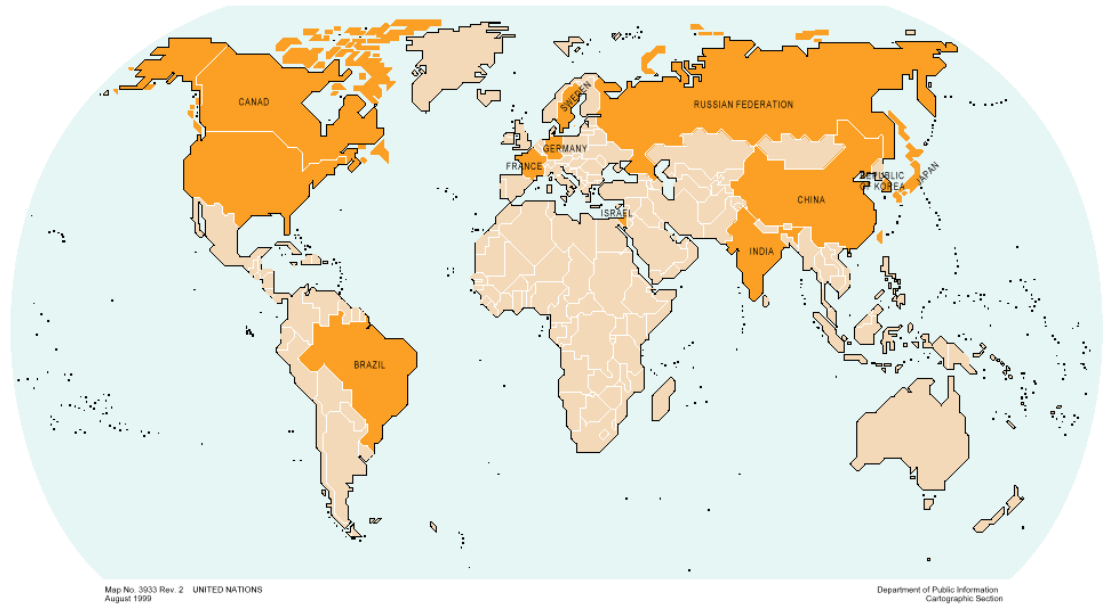 CANAD
SWEDEN
RUSSIAN FEDERATION
GERMANY
FRANCE
REPUBLIC
OF KOREA
JAPAN
CHINA
ISRAEL
INDIA
BRAZIL
Map No. 3933 Rev. 2 UNITED NATIONS
August 1999
Department of Public Information
Cartographic Section